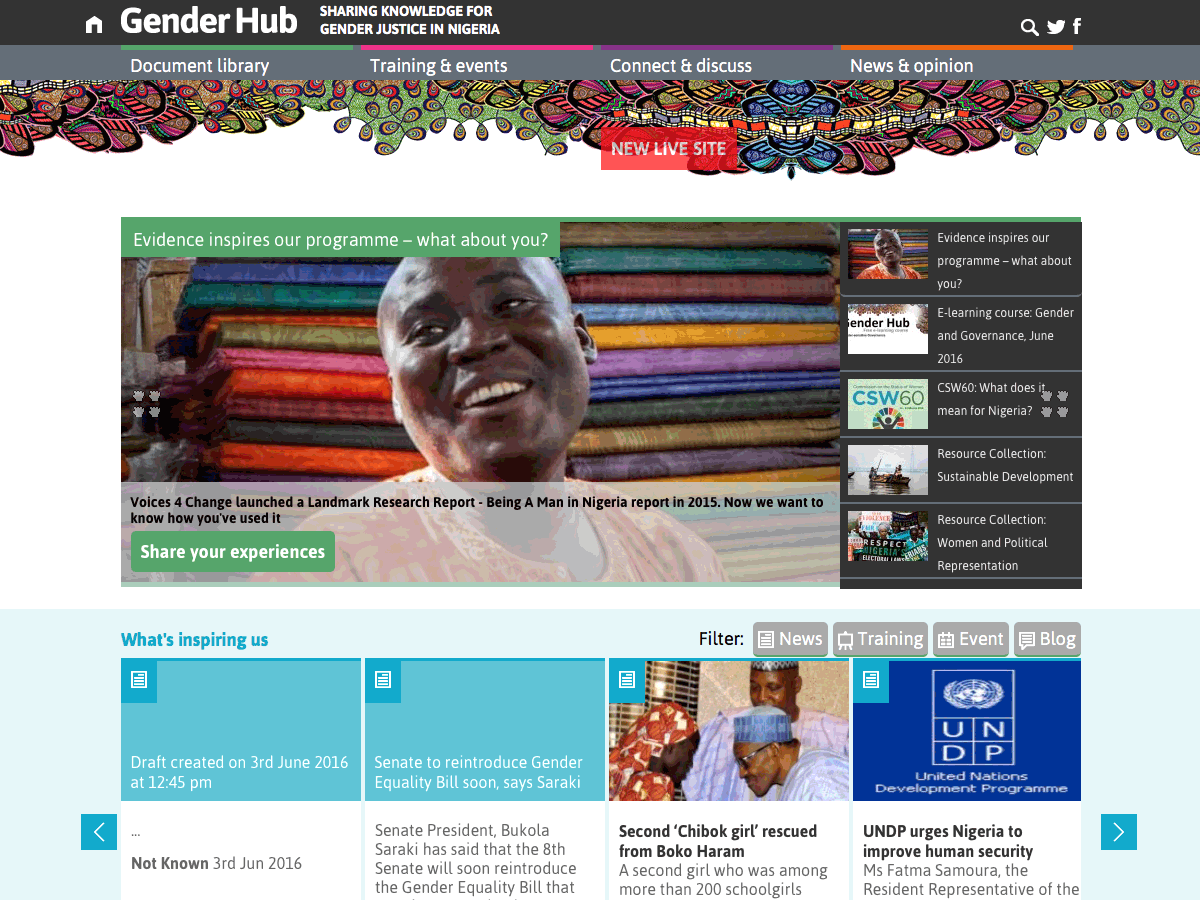 Gender Hub
SHARING KNOWLEDGE FOR
GENDER JUSTICE IN NIGERIA
Document library
Training & events
Connect & discuss
News & opinion
NEW LIVE SITE
Evidence inspires our programme – what about you?
Voices 4 Change launched a Landmark Research Report - Being A Man in Nigeria report in 2015. Now we want to
know how you've used it
Share your experiences
Evidence inspires our
programme – what about
you?
Gender Hub
E-learning course: Gender
and Governance, June
2016
CSW60
CSW60: What does it
mean for Nigeria?
Resource Collection:
Sustainable Development
RESPECT
NIGERIA'S
ELECTORAL LAWS
Resource Collection:
Women and Political
Representation
What's inspiring us
Filter:
News
Training
Event
Blog
Draft created on 3rd June 2016
at 12:45 pm
...
Not Known 3rd Jun 2016
Senate to reintroduce Gender
Equality Bill soon, says Saraki
Senate President, Bukola
Saraki has said that the 8th
Senate will soon reintroduce
the Gender Equality Bill that
Second ‘Chibok girl’ rescued
from Boko Haram
A second girl who was among
more than 200 schoolgirls
U N
D P
United Nations
Development Programme
UNDP urges Nigeria to
improve human security
Ms Fatma Samoura, the
Resident Representative of the